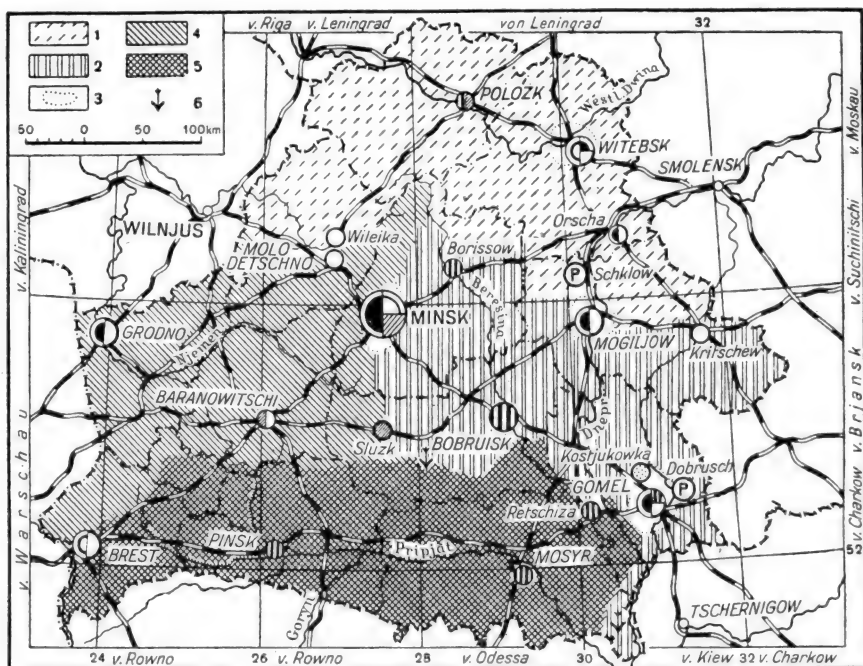 v. Riga v. Leningrad von Leningrad 32
1 4
2 5
3 6
50 0 50 100 km
POLOZK
Westl. Dwina
WITEBSK
SMOLENSK
v. Moskau
WILNJUS
Wileika
MOLO
DETSCHNO
Borissow
Orscha
P
Schklow
v. Kaliningrad
Beresina
v. Suchinitschi
GRODNO
Niemen
MINSK
MOGILJOW
Kritschew
BARANOWITSCHI
Sluzk
BOBRUISK
Dnepr
v. Briansk
Kostjukowka
Dobrusch
P
GOMEL
Retschiza
v. Warschau
BREST
PINSK
Pripjat
MOSYR
52
v. Charkow
Goryn
TSCHERNIGOW
24 v. Rowno 26 v. Rowno 28 v. Odessa 30 v. Kiew 32 v. Charkow